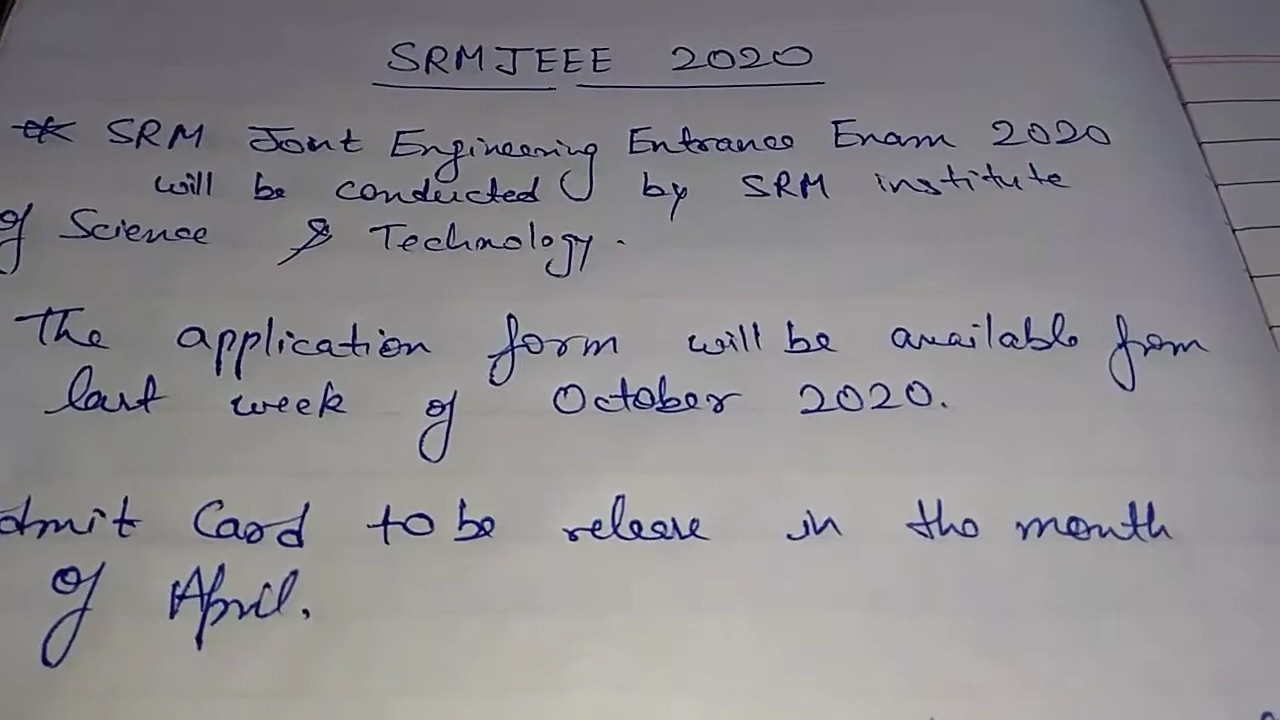 SRMJEEE 2020
* SRM Joint Engineering Entrance Exam 2020
will be conducted by SRM institute
of Science & Technology.
The application form will be available from
last week of October 2020.
dmit Card to be release in the month
of April.